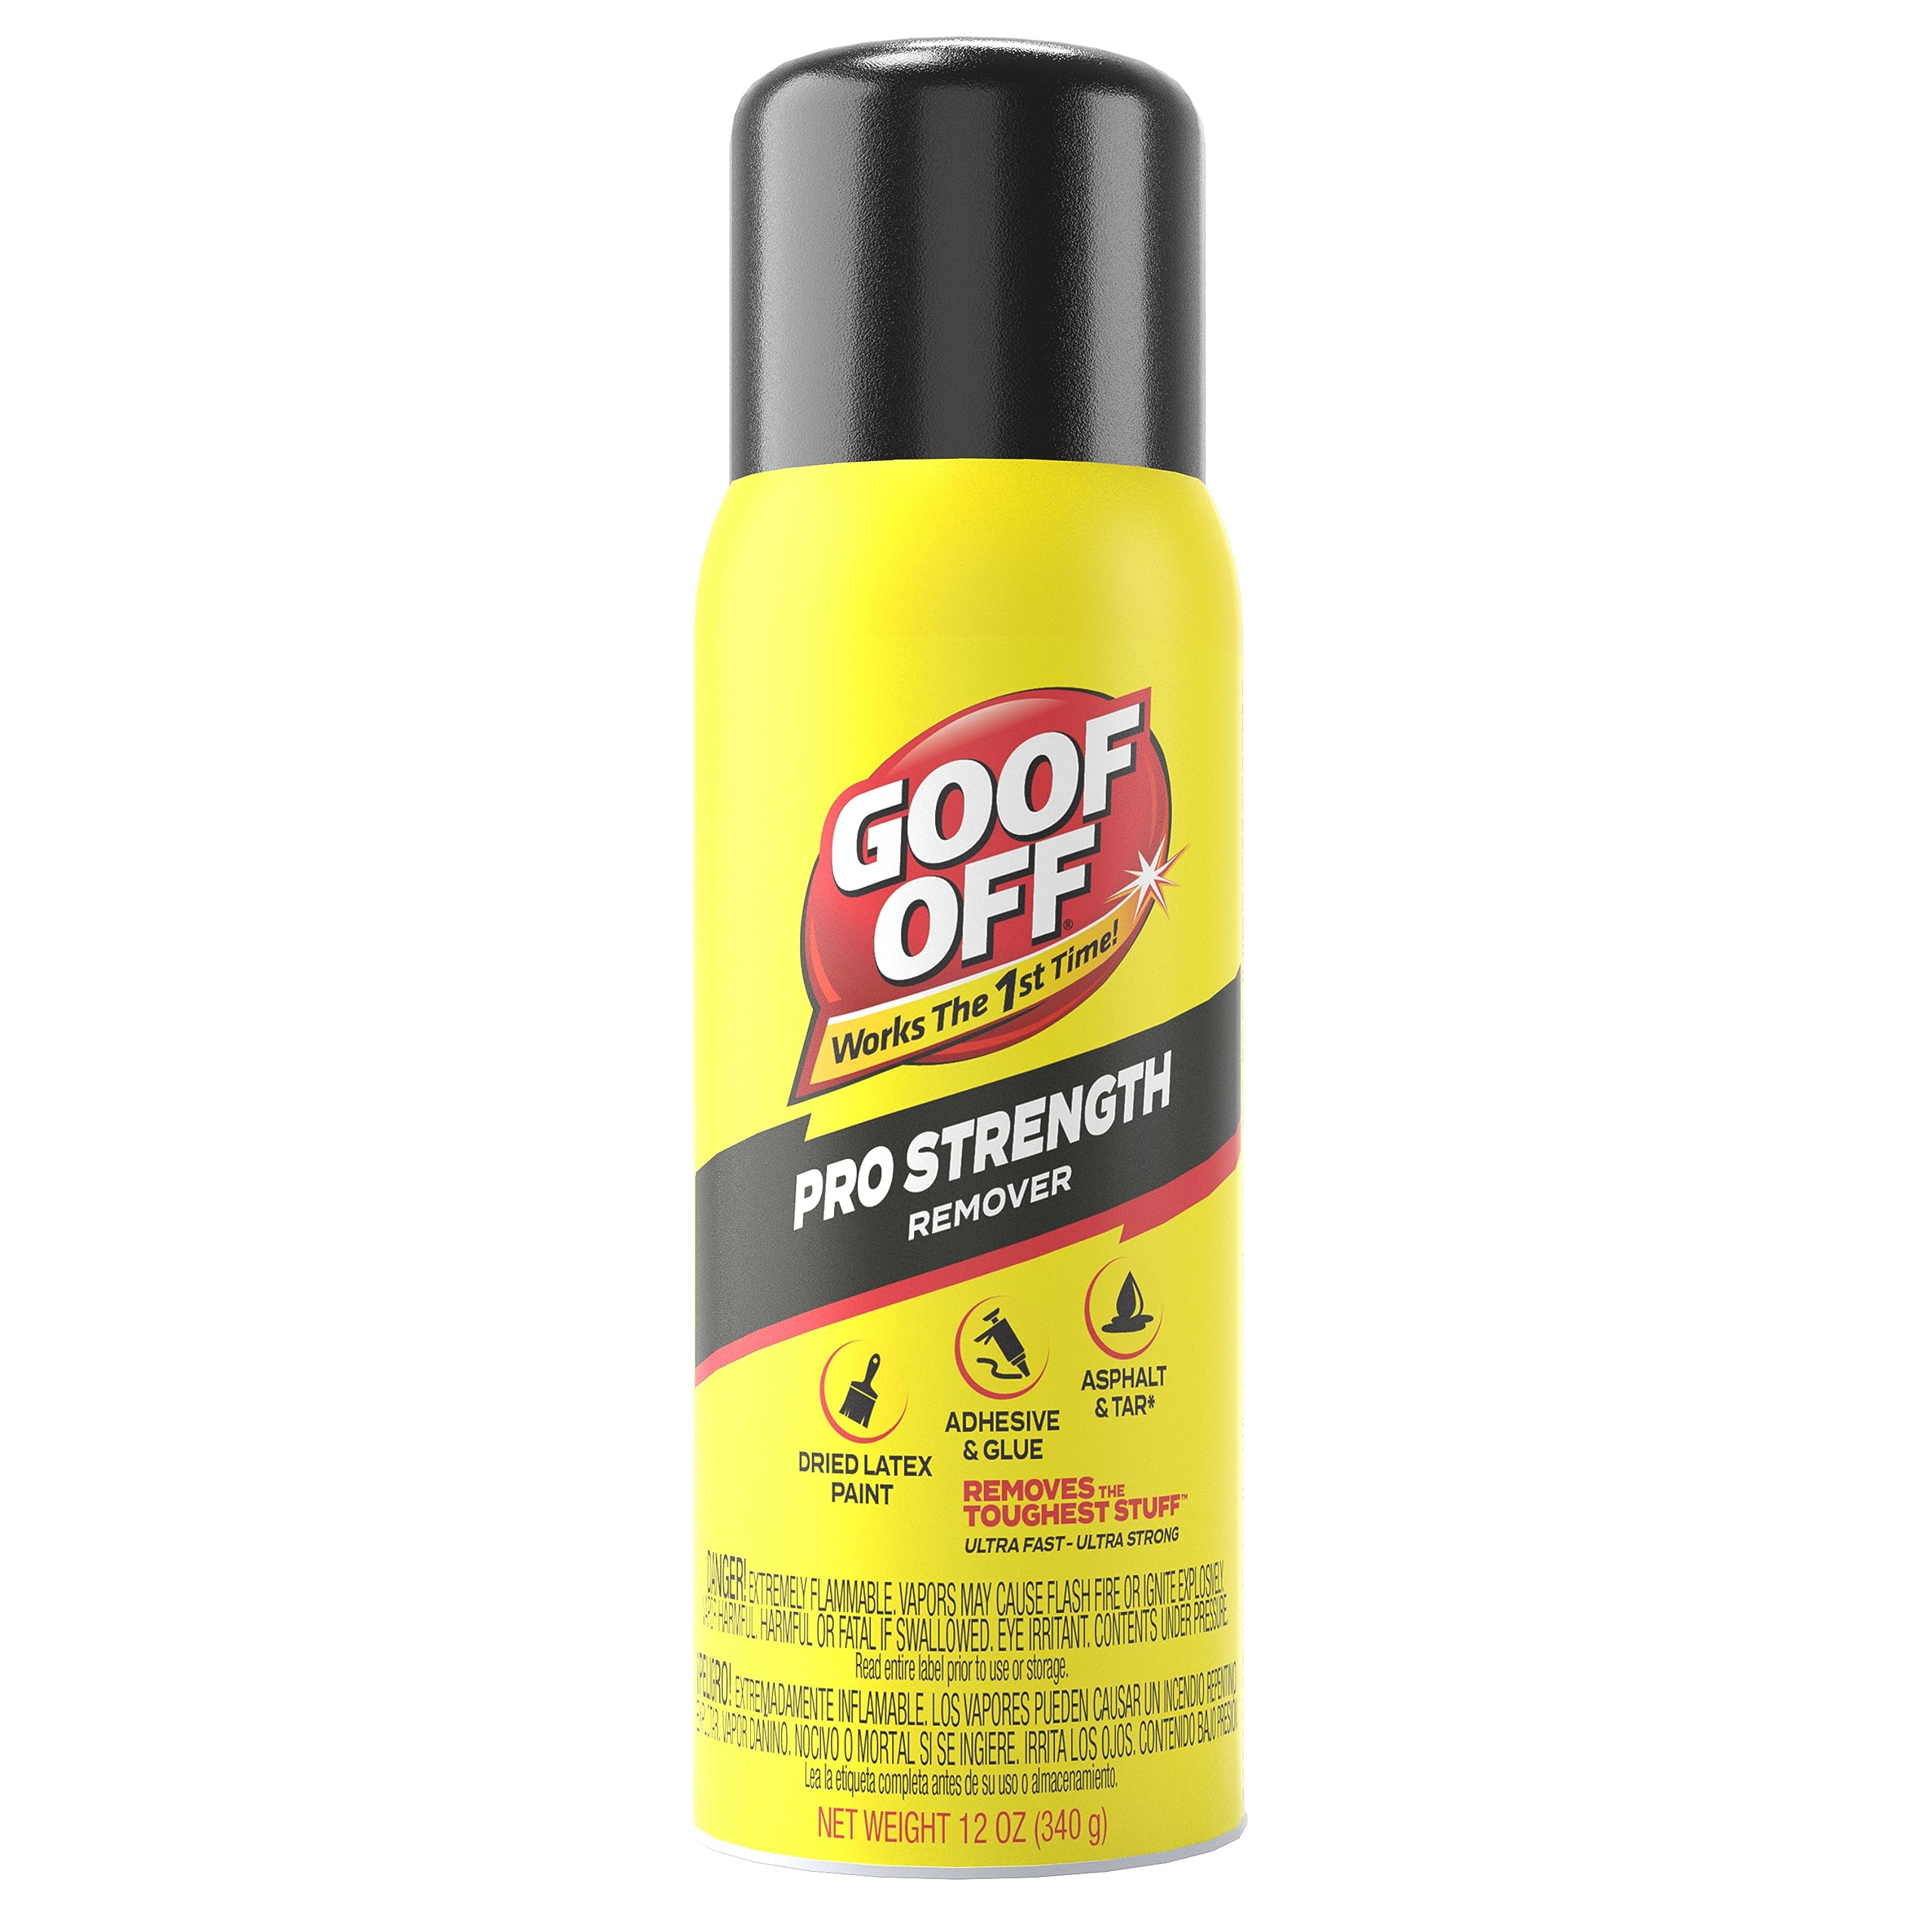 GOOF
OFF®
Works The 1st Time!
PRO STRENGTH
REMOVER
DRIED LATEX
PAINT
ADHESIVE
& GLUE
ASPHALT
& TAR*
REMOVES THE
TOUGHEST STUFF™
ULTRA FAST - ULTRA STRONG
DANGER! EXTREMELY FLAMMABLE. VAPORS MAY CAUSE FLASH FIRE OR IGNITE EXPLOSIVELY.
HARMFUL. HARMFUL OR FATAL IF SWALLOWED. EYE IRRITANT. CONTENTS UNDER PRESSURE.
Read entire label prior to use or storage.
¡PELIGRO! EXTREMADAMENTE INFLAMABLE. LOS VAPORES PUEDEN CAUSAR UN INCENDIO REPENTINO
VAPOR DANINO. NOCIVO O MORTAL SI SE INGIERE. IRRITA LOS OJOS. CONTENIDO BAJO PRESIÓN
Lea la etiqueta completa antes de su uso o almacenamiento.
NET WEIGHT 12 OZ (340 g)